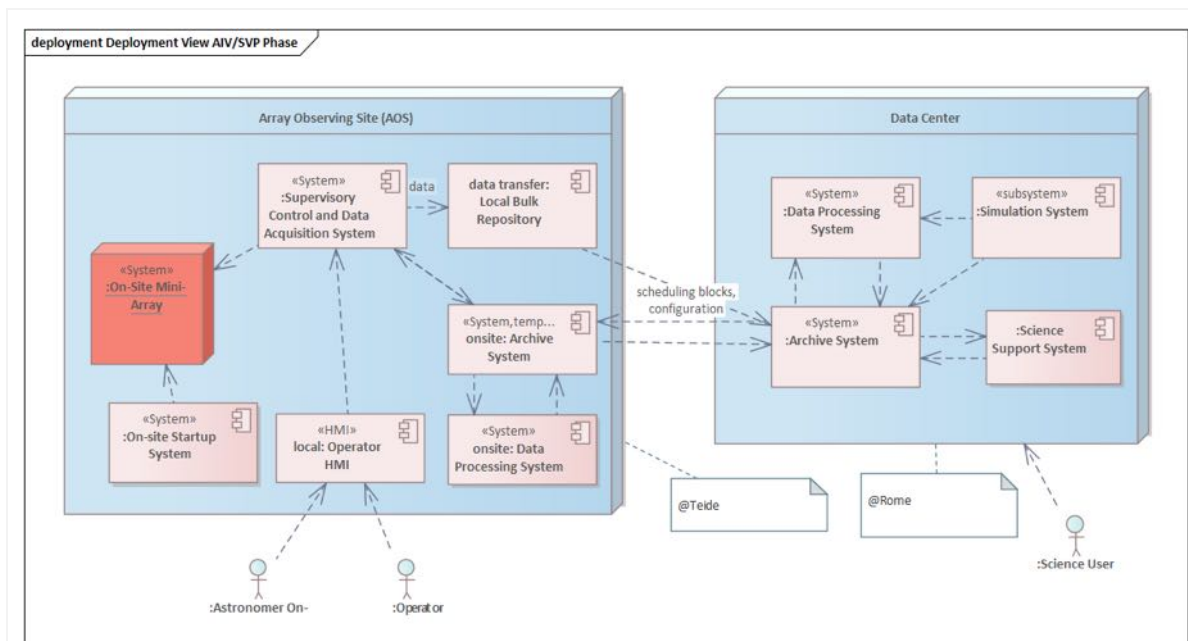 deployment Deployment View AIV/SVP Phase
Array Observing Site (AOS)
Data Center
«System»
:Supervisory
Control and Data
Acquisition System
data
data transfer:
Local Bulk
Repository
«System»
:Data Processing
System
«subsystem»
:Simulation System
«System»
:On-Site Mini-
Array
scheduling blocks,
configuration
«System,temp...
onsite: Archive
System
«System»
:Archive System
:Science
Support System
«System»
:On-site Startup
System
«HMI»
local: Operator
HMI
«System»
onsite: Data
Processing System
@Teide
@Rome
:Astronomer On-
:Operator
:Science User